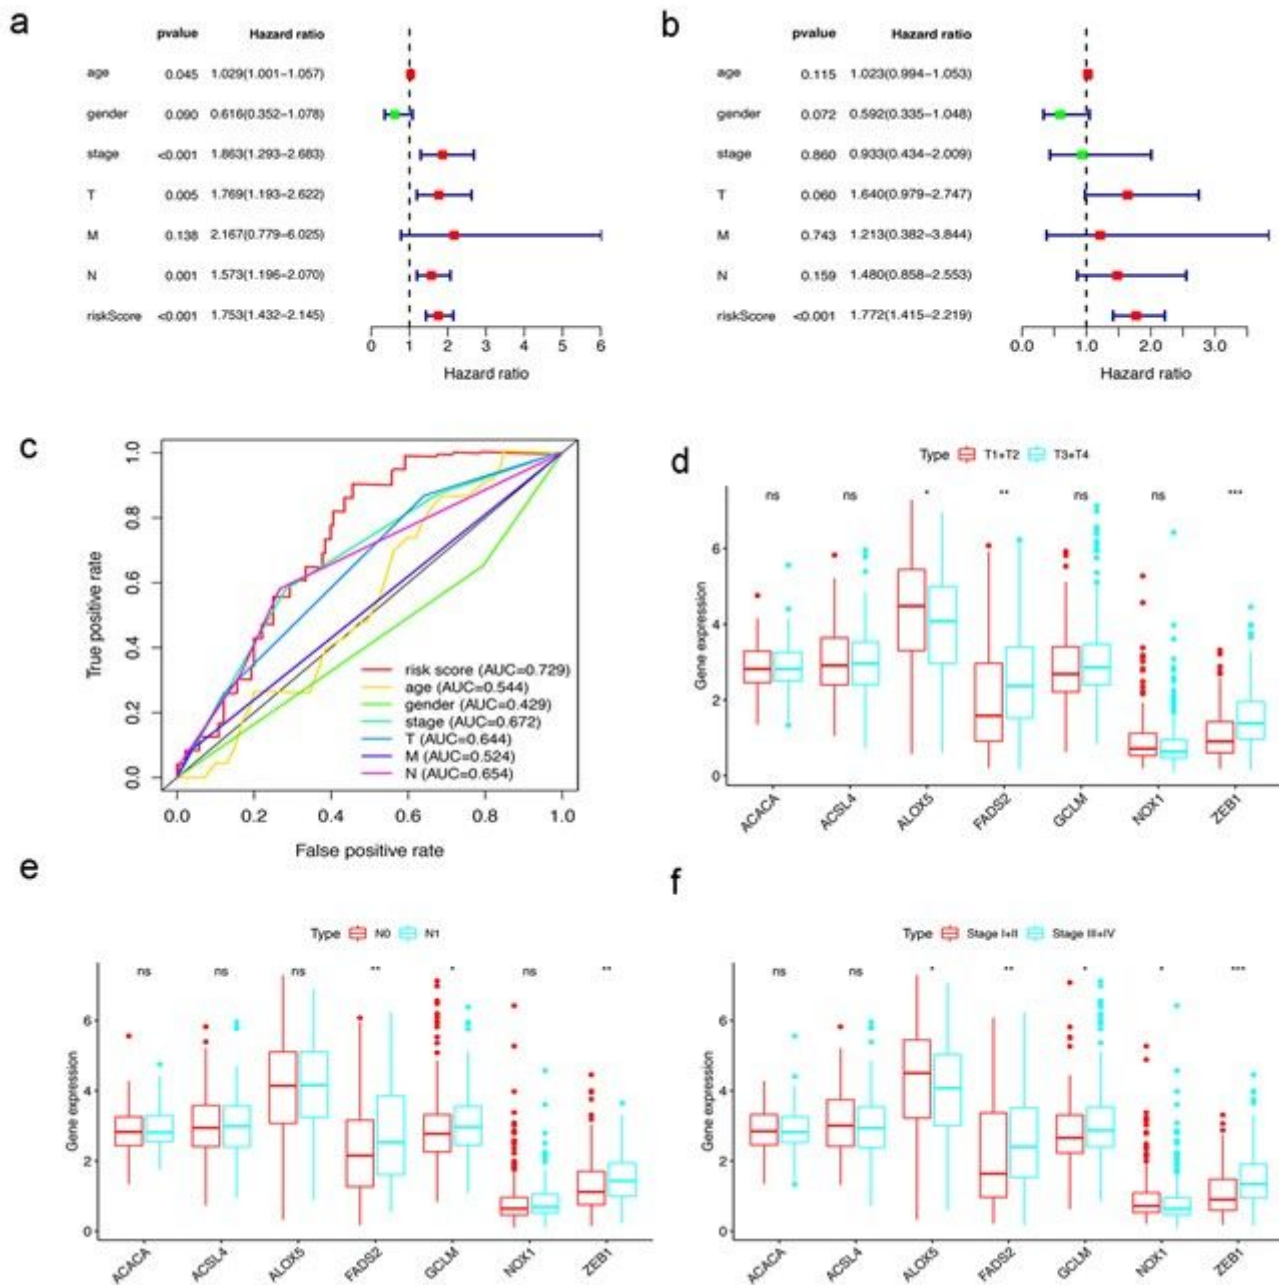 a
pvalue Hazard ratio
age 0.045 1.029(1.001−1.057)
gender 0.090 0.616(0.352−1.078)
stage <0.001 1.863(1.293−2.683)
T 0.005 1.769(1.193−2.622)
M 0.138 2.167(0.779−6.025)
N 0.001 1.573(1.196−2.070)
riskScore <0.001 1.753(1.432−2.145)
0 1 2 3 4 5 6
Hazard ratio
b
pvalue Hazard ratio
age 0.115 1.023(0.994−1.053)
gender 0.072 0.592(0.335−1.048)
stage 0.860 0.933(0.434−2.009)
T 0.060 1.640(0.979−2.747)
M 0.743 1.213(0.382−3.844)
N 0.159 1.480(0.858−2.553)
riskScore <0.001 1.772(1.415−2.219)
0.0 1.0 2.0 3.0
Hazard ratio
c
True positive rate
1.0
0.8
0.6
0.4
0.2
0.0
risk score (AUC=0.729)
age (AUC=0.544)
gender (AUC=0.429)
stage (AUC=0.672)
T (AUC=0.644)
M (AUC=0.524)
N (AUC=0.654)
0.0 0.2 0.4 0.6 0.8 1.0
False positive rate
d
Type T1+T2 T3+T4
ns ns * ** ns ns ***
Gene expression
6
4
2
0
ACACA ACSL4 ALOX5 FADS2 GCLM NOX1 ZEB1
e
Type N0 N1
ns ns ns ** * ns **
Gene expression
6
4
2
0
ACACA ACSL4 ALOX5 FADS2 GCLM NOX1 ZEB1
f
Type Stage I+II Stage III+IV
ns ns * ** * * ***
Gene expression
6
4
2
0
ACACA ACSL4 ALOX5 FADS2 GCLM NOX1 ZEB1